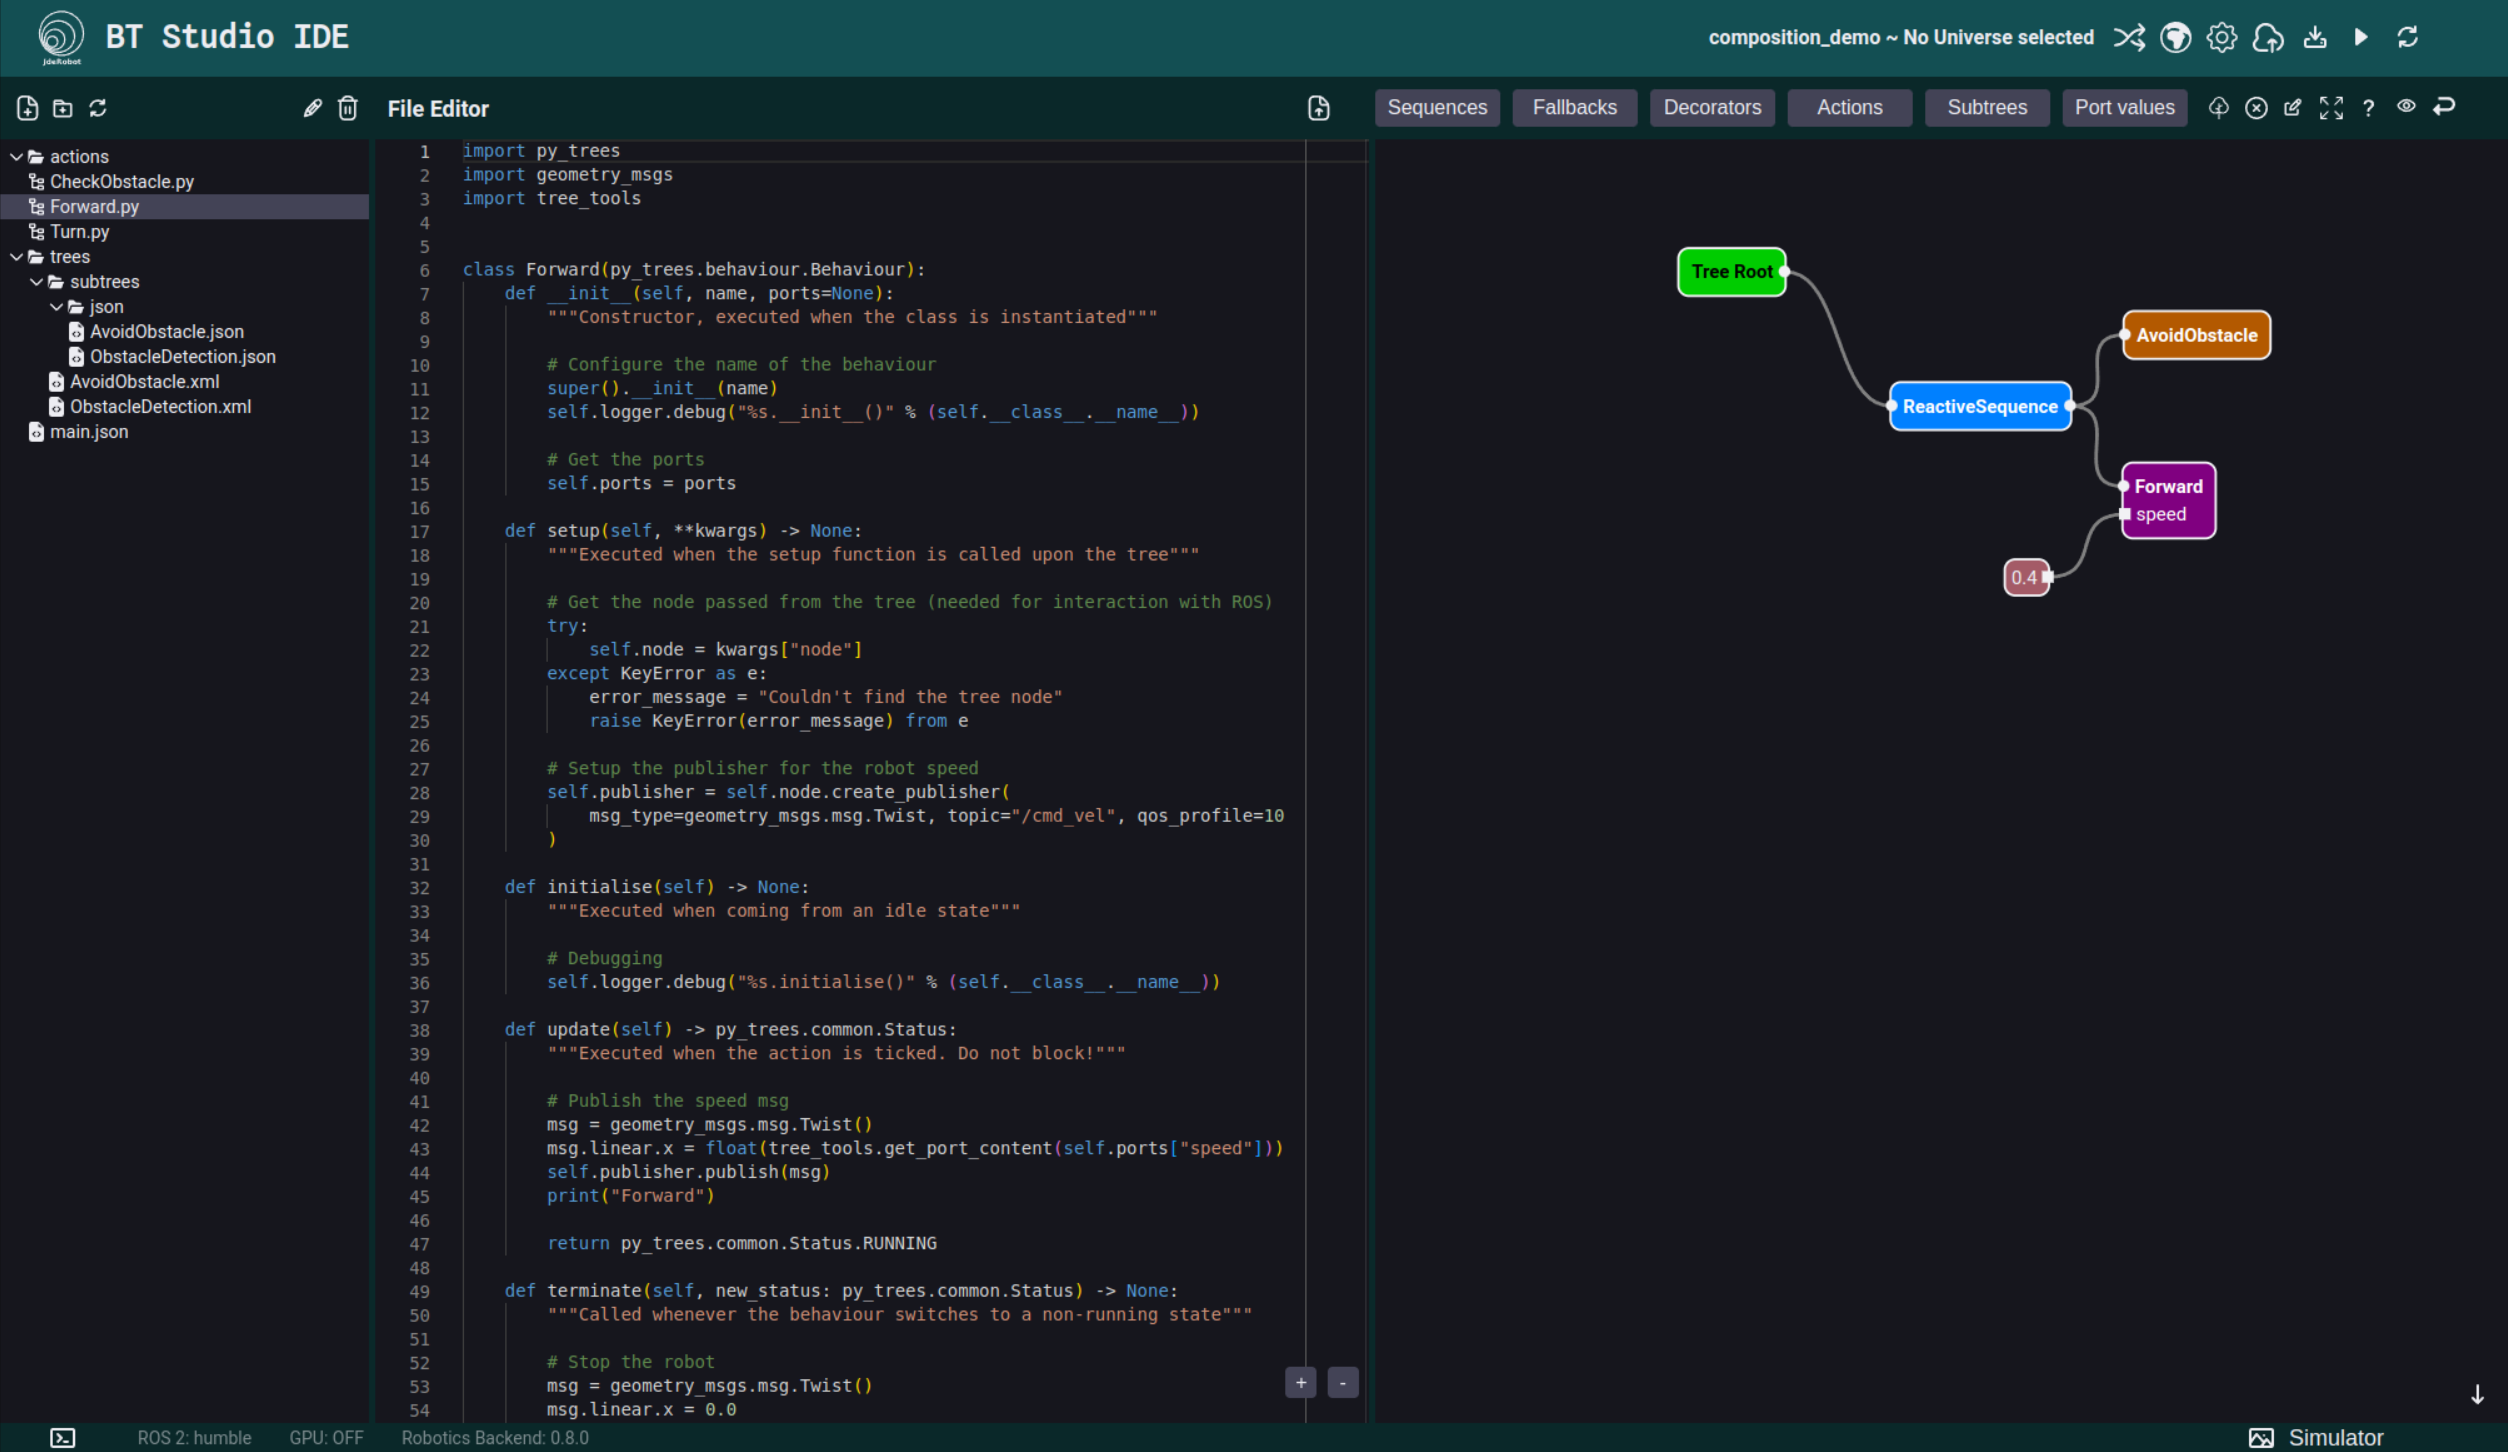 JdeRobot
BT Studio IDE
composition_demo ~ No Universe selected
File Editor
Sequences
Fallbacks
Decorators
Actions
Subtrees
Port values
actions
CheckObstacle.py
Forward.py
Turn.py
trees
subtrees
json
AvoidObstacle.json
ObstacleDetection.json
AvoidObstacle.xml
ObstacleDetection.xml
main.json
1 import py_trees
2 import geometry_msgs
3 import tree_tools
4
5
6 class Forward(py_trees.behaviour.Behaviour):
7 def __init__(self, name, ports=None):
8 """Constructor, executed when the class is instantiated"""
9
10 # Configure the name of the behaviour
11 super().__init__(name)
12 self.logger.debug("%s.__init__()" % (self.__class__.__name__))
13
14 # Get the ports
15 self.ports = ports
16
17 def setup(self, **kwargs) -> None:
18 """Executed when the setup function is called upon the tree"""
19
20 # Get the node passed from the tree (needed for interaction with ROS)
21 try:
22 self.node = kwargs["node"]
23 except KeyError as e:
24 error_message = "Couldn't find the tree node"
25 raise KeyError(error_message) from e
26
27 # Setup the publisher for the robot speed
28 self.publisher = self.node.create_publisher(
29 msg_type=geometry_msgs.msg.Twist, topic="/cmd_vel", qos_profile=10
30 )
31
32 def initialise(self) -> None:
33 """Executed when coming from an idle state"""
34
35 # Debugging
36 self.logger.debug("%s.initialise()" % (self.__class__.__name__))
37
38 def update(self) -> py_trees.common.Status:
39 """Executed when the action is ticked. Do not block!"""
40
41 # Publish the speed msg
42 msg = geometry_msgs.msg.Twist()
43 msg.linear.x = float(tree_tools.get_port_content(self.ports["speed"]))
44 self.publisher.publish(msg)
45 print("Forward")
46
47 return py_trees.common.Status.RUNNING
48
49 def terminate(self, new_status: py_trees.common.Status) -> None:
50 """Called whenever the behaviour switches to a non-running state"""
51
52 # Stop the robot
53 msg = geometry_msgs.msg.Twist()
54 msg.linear.x = 0.0
+
-
Tree Root
AvoidObstacle
ReactiveSequence
Forward
speed
0.4
ROS 2: humble
GPU: OFF
Robotics Backend: 0.8.0
Simulator